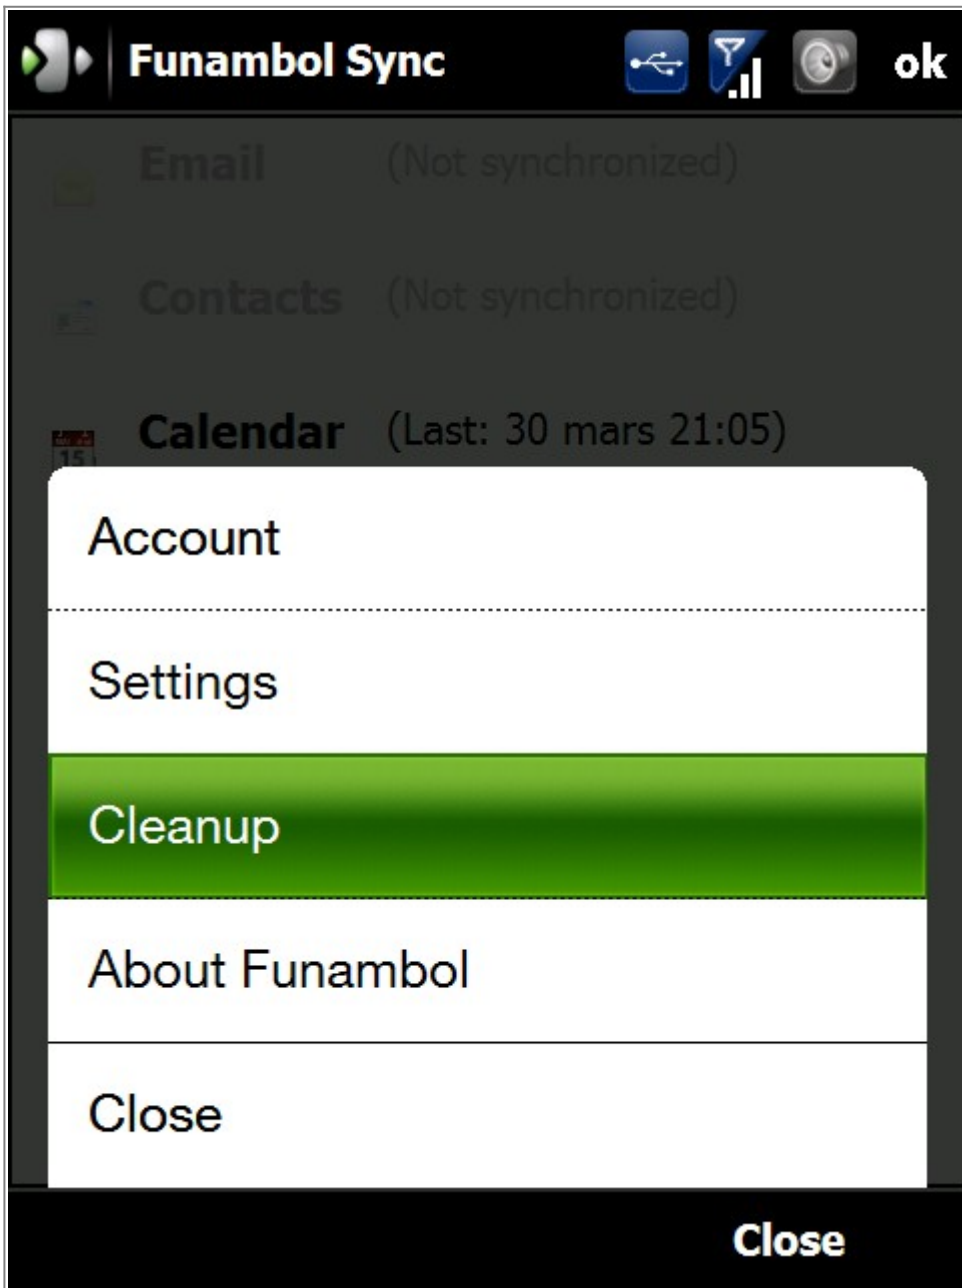 Funambol Sync ok
Email (Not synchronized)
Contacts (Not synchronized)
Calendar (Last: 30 mars 21:05)
15
Account
Settings
Cleanup
About Funambol
Close
Close